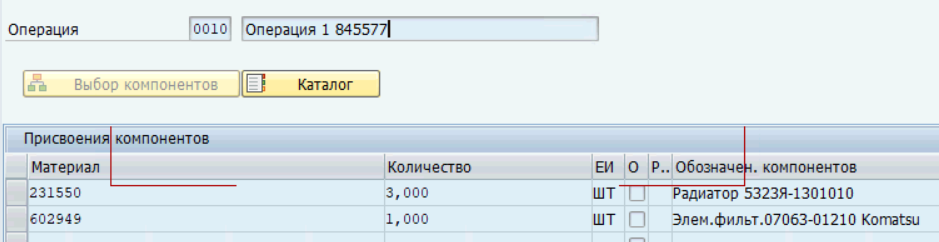 Операция 0010 Операция 1 845577
Выбор компонентов Каталог
Присвоения компонентов
Материал Количество ЕИ О Р.. Обозначен. компонентов
231550 3,000 ШТ Радиатор 5323Я-1301010
602949 1,000 ШТ Элем.фильт.07063-01210 Komatsu